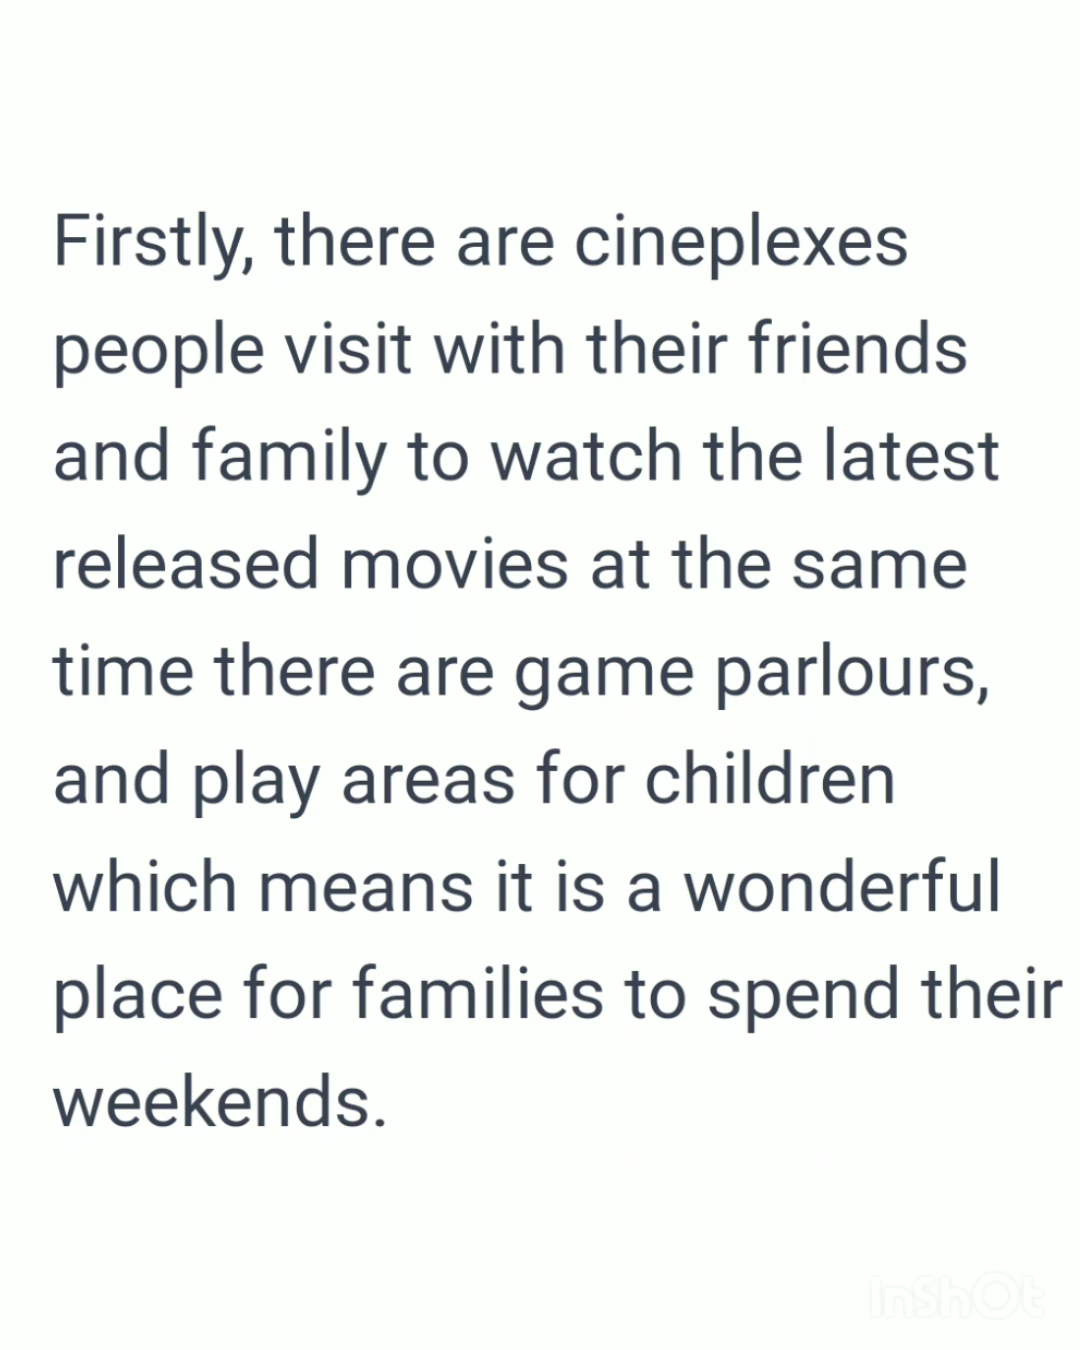 Firstly, there are cineplexes
people visit with their friends
and family to watch the latest
released movies at the same
time there are game parlours,
and play areas for children
which means it is a wonderful
place for families to spend their
weekends.
InShOt